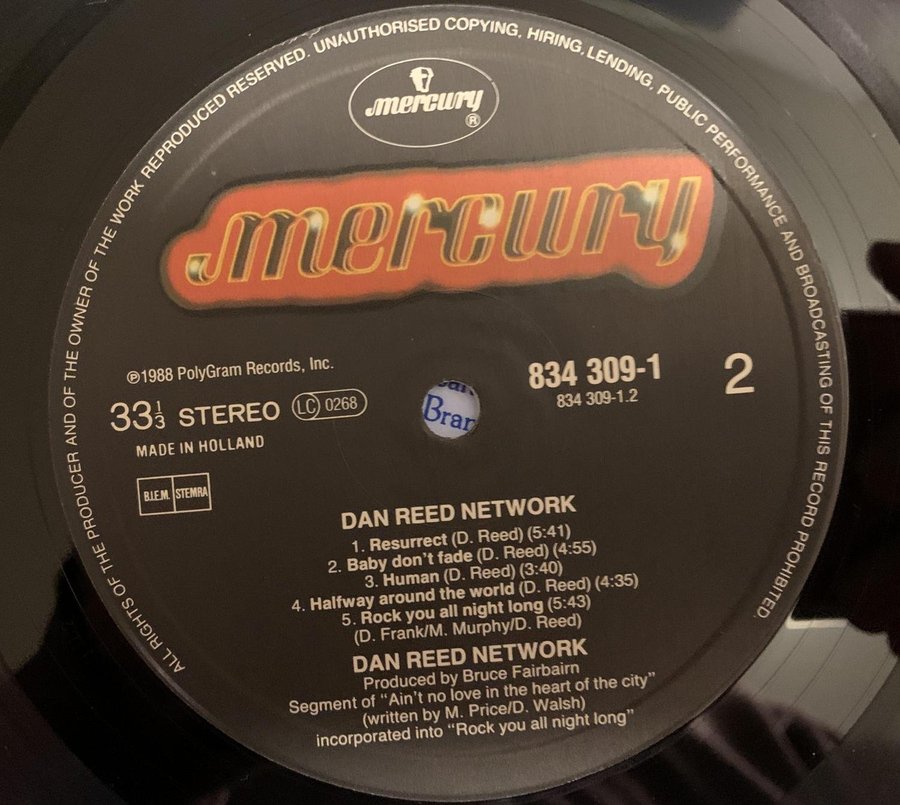 ALL RIGHTS OF THE PRODUCER AND OF THE OWNER OF THE WORK REPRODUCED RESERVED. UNAUTHORISED COPYING, HIRING, LENDING, PUBLIC PERFORMANCE AND BROADCASTING OF THIS RECORD PROHIBITED.
mercury
®
mercury
℗1988 PolyGram Records, Inc.
33⅓ STEREO LC 0268
MADE IN HOLLAND
B.I.E.M. STEMRA
834 309-1 2
834 309-1.2
Bran
DAN REED NETWORK
1. Resurrect (D. Reed) (5:41)
2. Baby don't fade (D. Reed) (4:55)
3. Human (D. Reed) (3:40)
4. Halfway around the world (D. Reed) (4:35)
5. Rock you all night long (5:43)
(D. Frank/M. Murphy/D. Reed)
DAN REED NETWORK
Produced by Bruce Fairbairn
Segment of "Ain't no love in the heart of the city"
(written by M. Price/D. Walsh)
incorporated into "Rock you all night long"